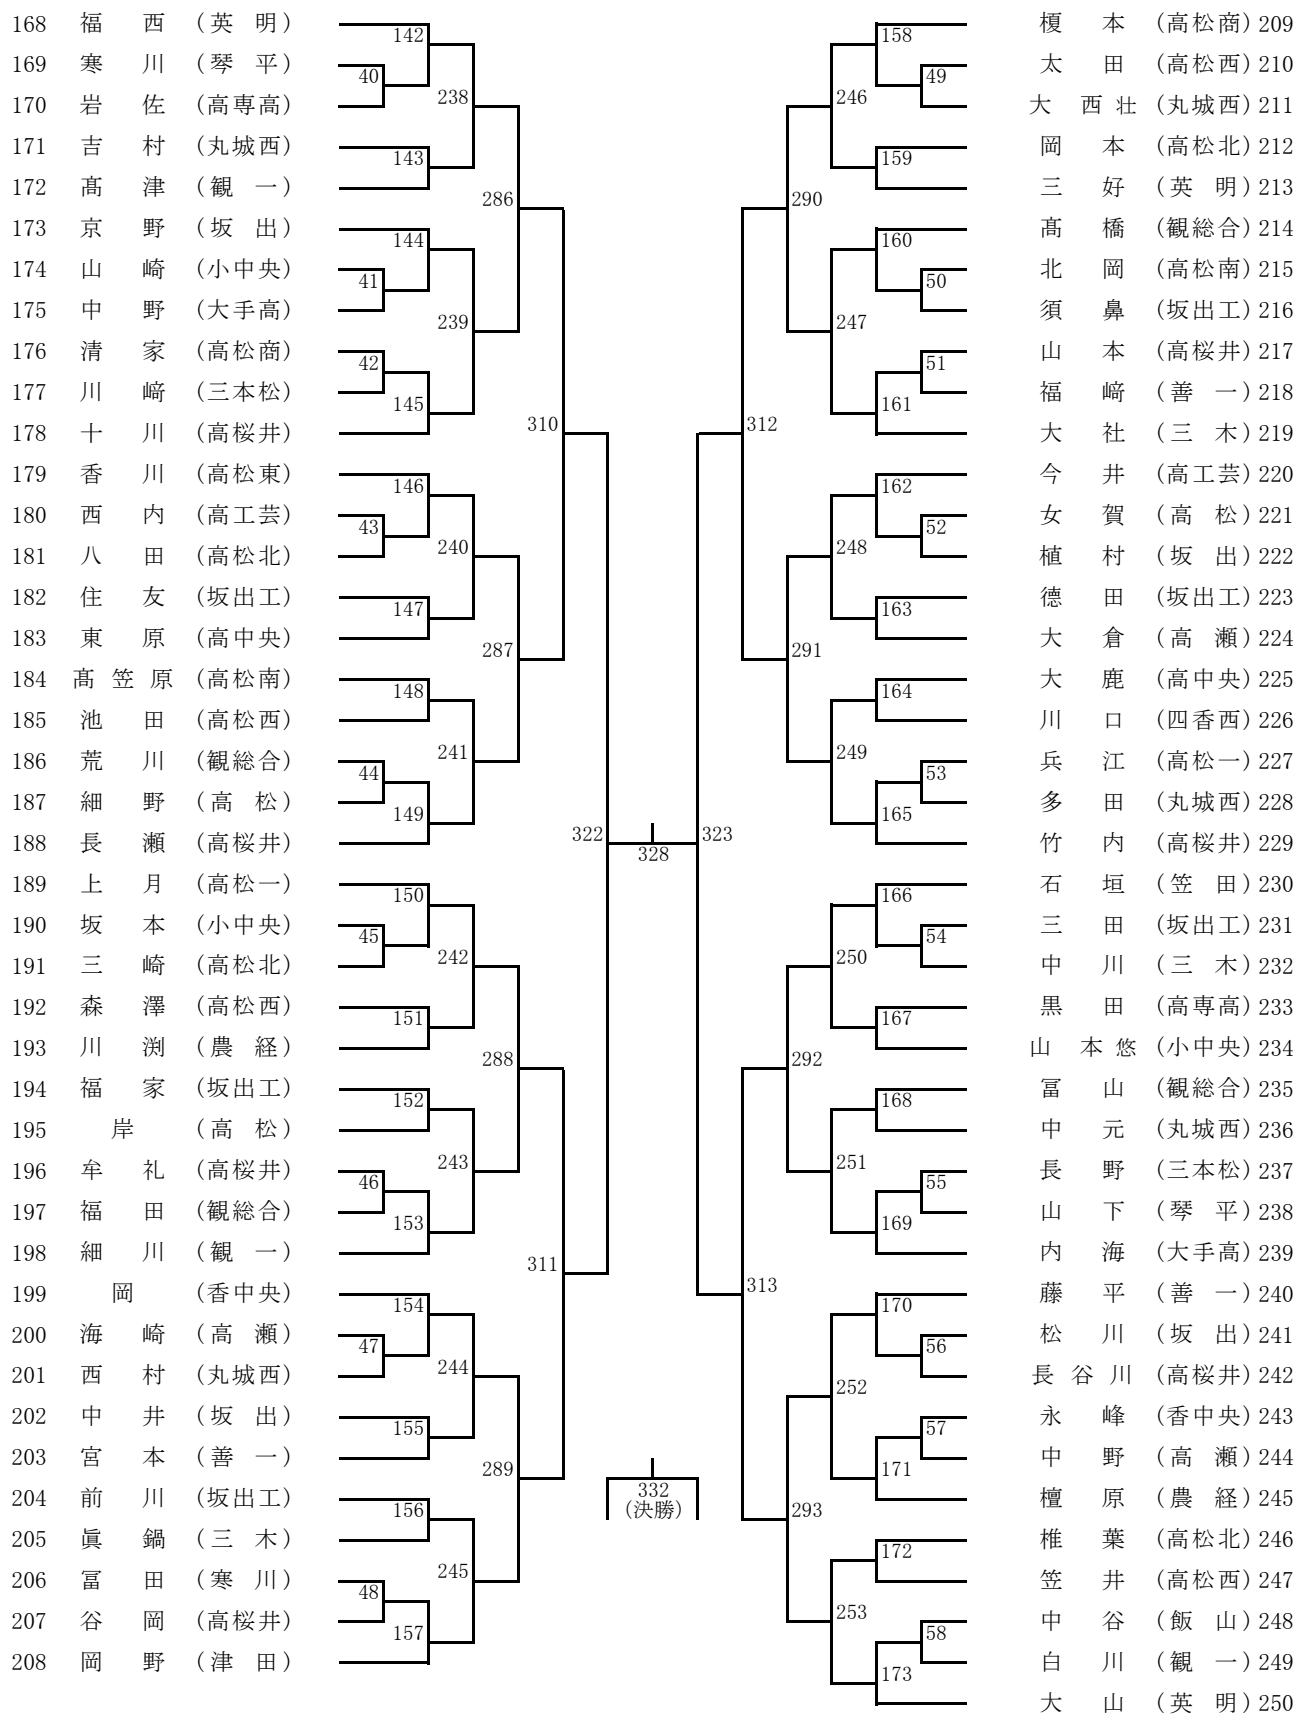 168 福西 (英明) 142 158 榎本 (高松商) 209
169 寒川 (琴平) 40 49 太田 (高松西) 210
170 岩佐 (高専高) 238 246 大西壮 (丸城西) 211
171 吉村 (丸城西) 143 159 岡本 (高松北) 212
172 髙津 (観一) 286 290 三好 (英明) 213
173 京野 (坂出) 144 160 髙橋 (観総合) 214
174 山崎 (小中央) 41 50 北岡 (高松南) 215
175 中野 (大手高) 239 247 須鼻 (坂出工) 216
176 清家 (高松商) 42 51 山本 (高桜井) 217
177 川﨑 (三本松) 145 161 福﨑 (善一) 218
178 十川 (高桜井) 310 312 大社 (三木) 219
179 香川 (高松東) 146 162 今井 (高工芸) 220
180 西内 (高工芸) 43 52 女賀 (高松) 221
181 八田 (高松北) 240 248 植村 (坂出) 222
182 住友 (坂出工) 147 163 德田 (坂出工) 223
183 東原 (高中央) 287 291 大倉 (高瀬) 224
184 髙笠原 (高松南) 148 164 大鹿 (高中央) 225
185 池田 (高松西) 241 249 川口 (四香西) 226
186 荒川 (観総合) 44 53 兵江 (高松一) 227
187 細野 (高松) 149 165 多田 (丸城西) 228
188 長瀬 (高桜井) 322 328 323 竹内 (高桜井) 229
189 上月 (高松一) 150 166 石垣 (笠田) 230
190 坂本 (小中央) 45 54 三田 (坂出工) 231
191 三崎 (高松北) 242 250 中川 (三木) 232
192 森澤 (高松西) 151 167 黒田 (高専高) 233
193 川渕 (農経) 288 292 山本悠 (小中央) 234
194 福家 (坂出工) 152 168 冨山 (観総合) 235
195 岸 (高松) 243 251 中元 (丸城西) 236
196 牟礼 (高桜井) 46 55 長野 (三本松) 237
197 福田 (観総合) 153 169 山下 (琴平) 238
198 細川 (観一) 311 313 内海 (大手高) 239
199 岡 (香中央) 154 170 藤平 (善一) 240
200 海崎 (高瀬) 47 56 松川 (坂出) 241
201 西村 (丸城西) 244 252 長谷川 (高桜井) 242
202 中井 (坂出) 155 57 永峰 (香中央) 243
203 宮本 (善一) 289 171 中野 (高瀬) 244
204 前川 (坂出工) 156 332 (決勝) 293 檀原 (農経) 245
205 眞鍋 (三木) 172 椎葉 (高松北) 246
206 冨田 (寒川) 48 245 笠井 (高松西) 247
207 谷岡 (高桜井) 157 253 58 中谷 (飯山) 248
208 岡野 (津田) 173 白川 (観一) 249
大山 (英明) 250